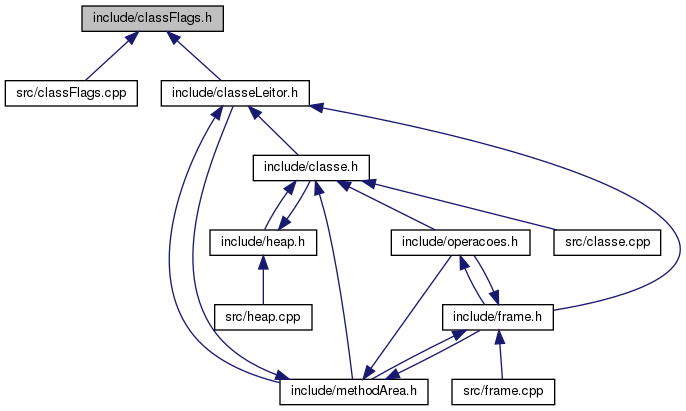 include/classFlags.h
src/classFlags.cpp
include/classeLeitor.h
include/classe.h
include/heap.h
include/operacoes.h
src/classe.cpp
src/heap.cpp
include/frame.h
include/methodArea.h
src/frame.cpp